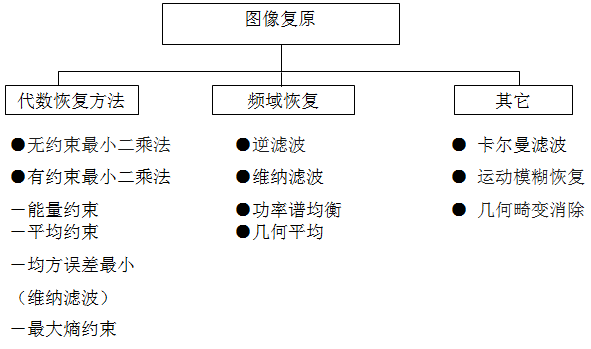 图像复原
代数恢复方法
●无约束最小二乘法
●有约束最小二乘法
－能量约束
－平均约束
－均方误差最小
（维纳滤波）
－最大熵约束
频域恢复
●逆滤波
●维纳滤波
●功率谱均衡
●几何平均
其它
● 卡尔曼滤波
● 运动模糊恢复
● 几何畸变消除